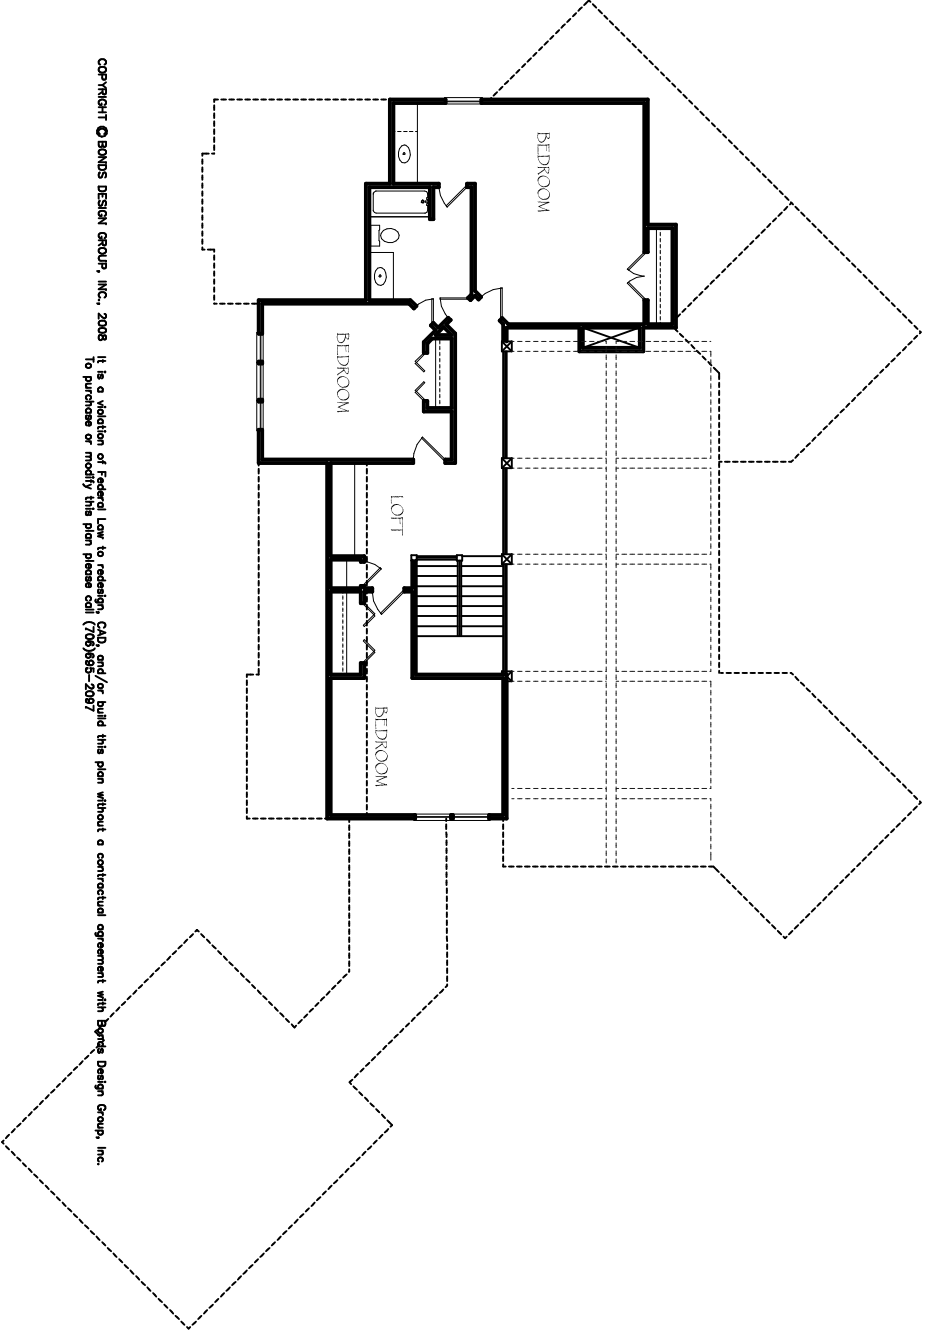 BEDROOM
BEDROOM
LOFT
BEDROOM
COPYRIGHT © BONDS DESIGN GROUP, INC., 2008 It is a violation of Federal Law to redesign, CAD, and/or build this plan without a contractual agreement with Bonds Design Group, Inc.
To purchase or modify this plan please call (706)695-2097